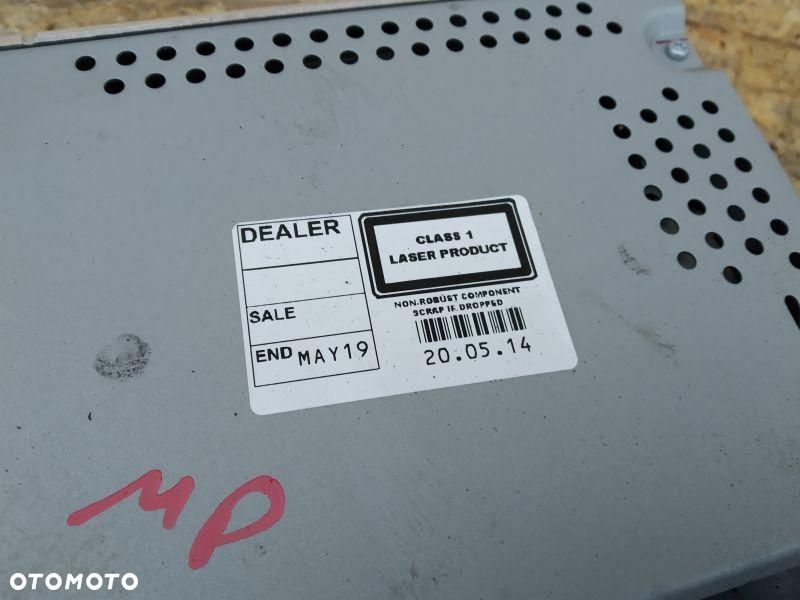 DEALER
SALE
END MAY19
CLASS 1
LASER PRODUCT
NON-ROBUST COMPONENT
SCRAP IF DROPPED
20.05.14
MP
OTOMOTO